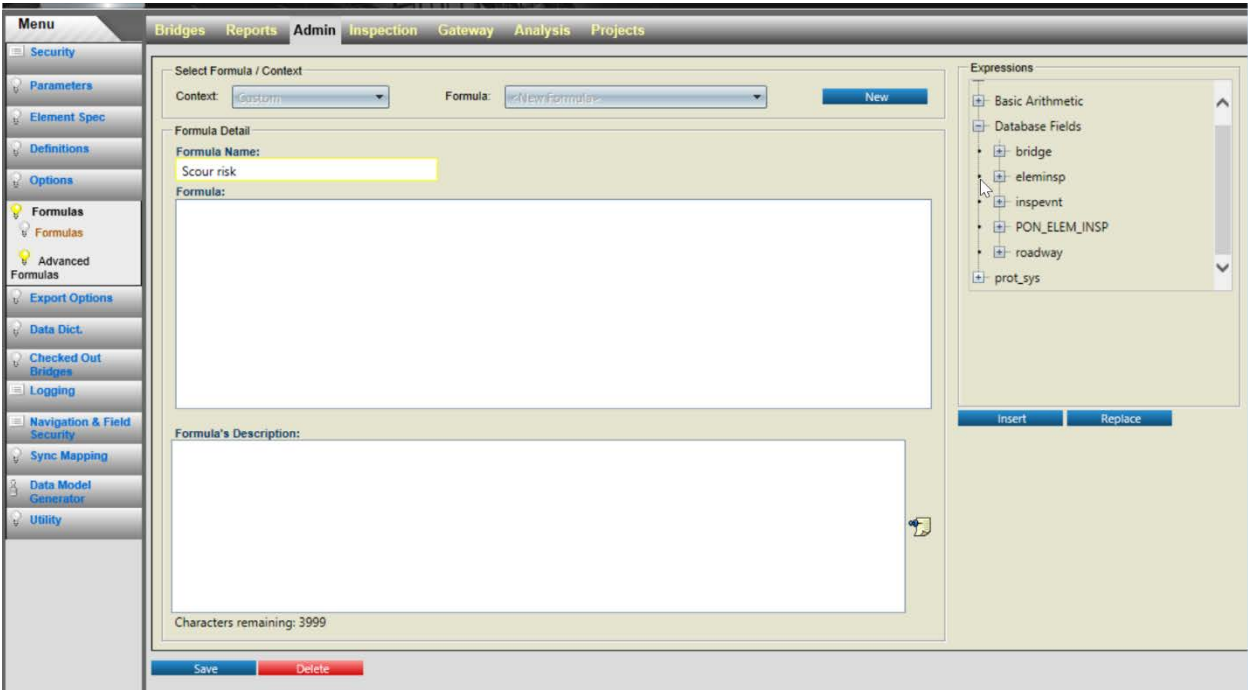 Menu
Bridges Reports Admin Inspection Gateway Analysis Projects
Security
Parameters
Element Spec
Definitions
Options
Formulas
Formulas
Advanced
Formulas
Export Options
Data Dict.
Checked Out
Bridges
Logging
Navigation & Field
Security
Sync Mapping
Data Model
Generator
Utility
Select Formula / Context
Context: Custom Formula: <New Formula> New
Formula Detail
Formula Name:
Scour risk
Formula:
Formula's Description:
Characters remaining: 3999
Save Delete
Expressions
Basic Arithmetic
Database Fields
bridge
eleminsp
inspevnt
PON_ELEM_INSP
roadway
prot_sys
Insert Replace